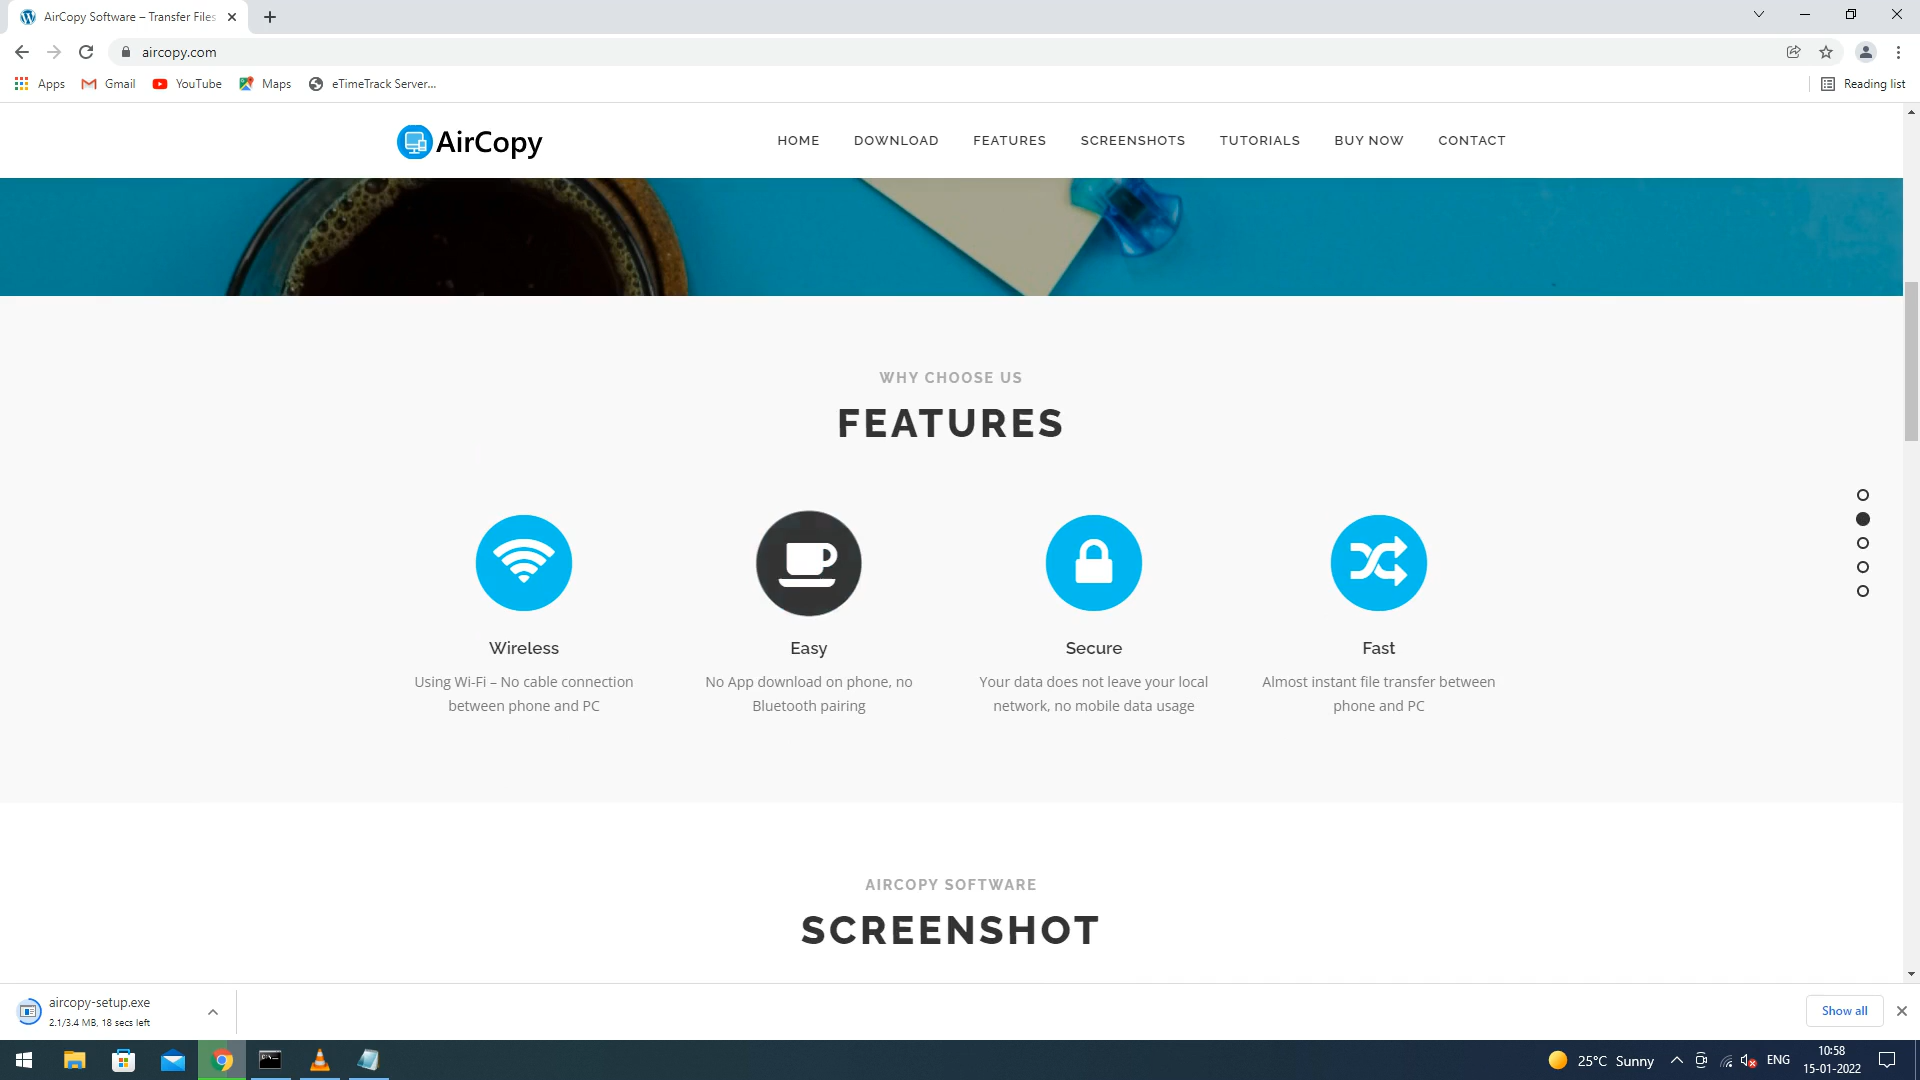 AirCopy Software – Transfer Files
aircopy.com
Apps Gmail YouTube Maps eTimeTrack Server... Reading list
AirCopy HOME DOWNLOAD FEATURES SCREENSHOTS TUTORIALS BUY NOW CONTACT
WHY CHOOSE US
FEATURES
Wireless
Using Wi-Fi – No cable connection
between phone and PC
Easy
No App download on phone, no
Bluetooth pairing
Secure
Your data does not leave your local
network, no mobile data usage
Fast
Almost instant file transfer between
phone and PC
AIRCOPY SOFTWARE
SCREENSHOT
aircopy-setup.exe
2.1/3.4 MB, 18 secs left
Show all
25°C Sunny ENG
10:58
15-01-2022